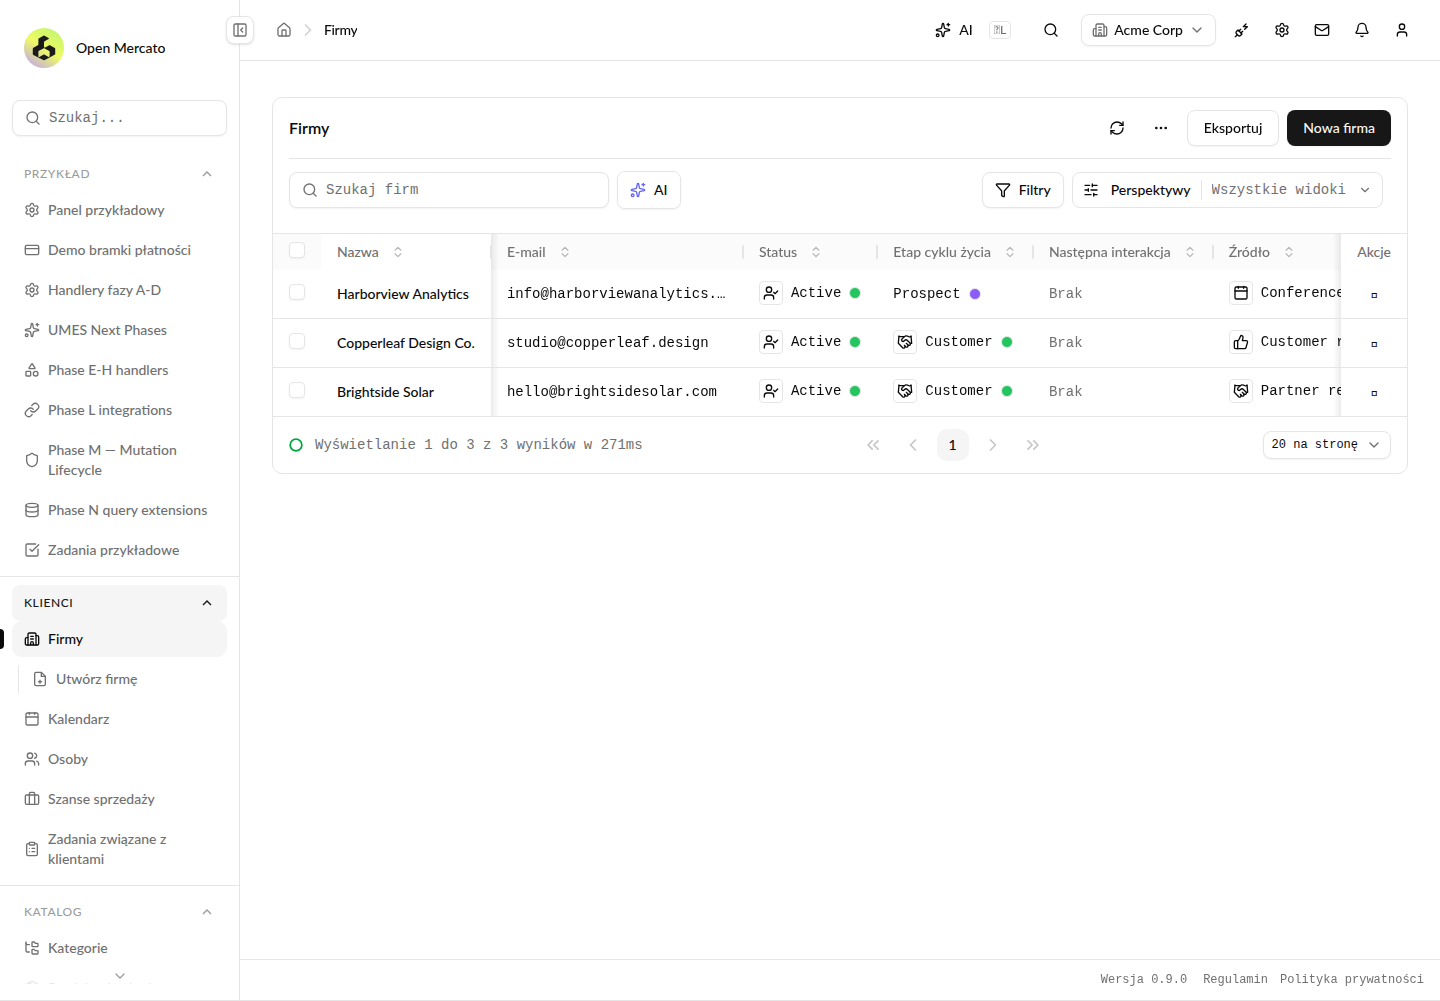 Open Mercato
Firmy
AI
L
Acme Corp
Szukaj...
PRZYKŁAD
Panel przykładowy
Demo bramki płatności
Handlery fazy A-D
UMES Next Phases
Phase E-H handlers
Phase L integrations
Phase M — Mutation
Lifecycle
Phase N query extensions
Zadania przykładowe
KLIENCI
Firmy
Utwórz firmę
Kalendarz
Osoby
Szanse sprzedaży
Zadania związane z
klientami
KATALOG
Kategorie
Firmy
Eksportuj
Nowa firma
Szukaj firm
AI
Filtry
Perspektywy
Wszystkie widoki
Nazwa E-mail Status Etap cyklu życia Następna interakcja Źródło Akcje
Harborview Analytics info@harborviewanalytics.… Active Prospect Brak Conference
Copperleaf Design Co. studio@copperleaf.design Active Customer Brak Customer r
Brightside Solar hello@brightsidesolar.com Active Customer Brak Partner re
Wyświetlanie 1 do 3 z 3 wyników w 271ms
1
20 na stronę
Wersja 0.9.0 Regulamin Polityka prywatności